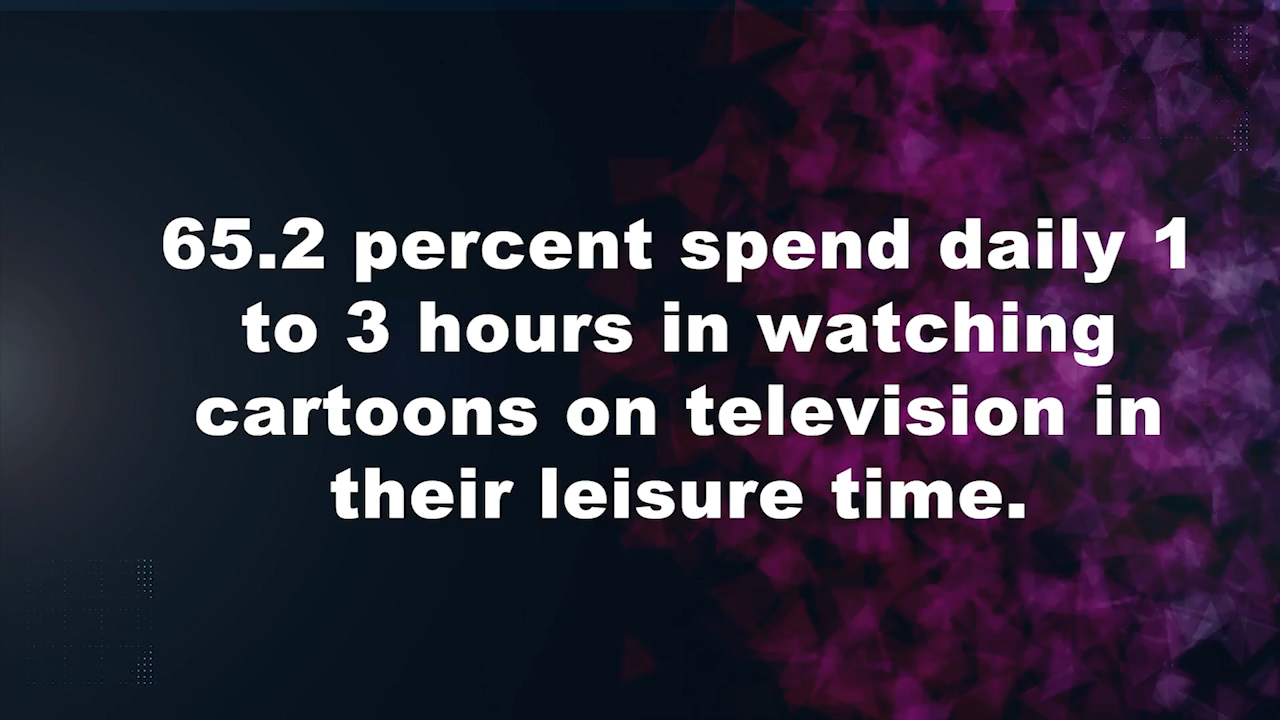 65.2 percent spend daily 1
to 3 hours in watching
cartoons on television in
their leisure time.